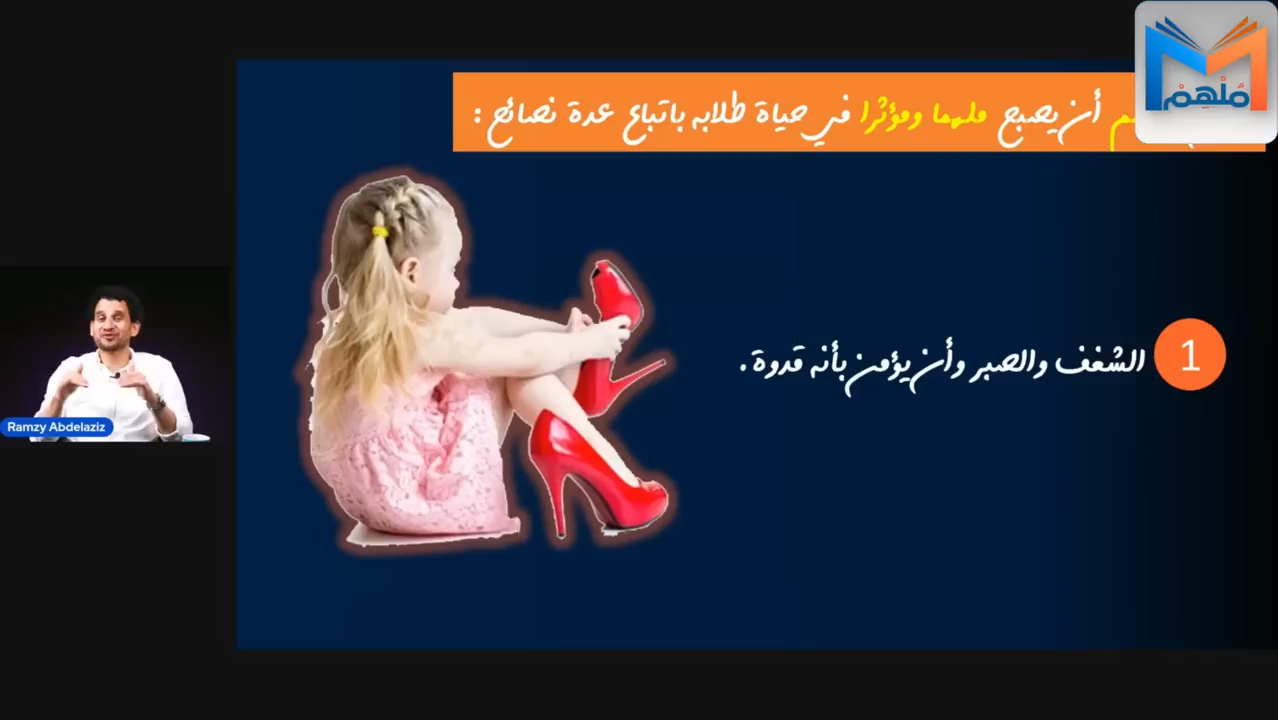 مُلْهِمْ
أن يصبح ملهما ومؤثرا في حياة طلابه باتباع عدة نصائح :
1 الشغف والصبر وأن يؤمن بأنه قدوة .
Ramzy Abdelaziz